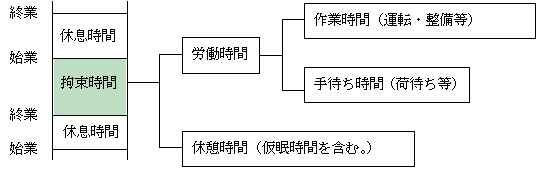 終業
休息時間
始業
拘束時間
終業
休息時間
始業
労働時間
作業時間（運転・整備等）
手待ち時間（荷待ち等）
休憩時間（仮眠時間を含む。）